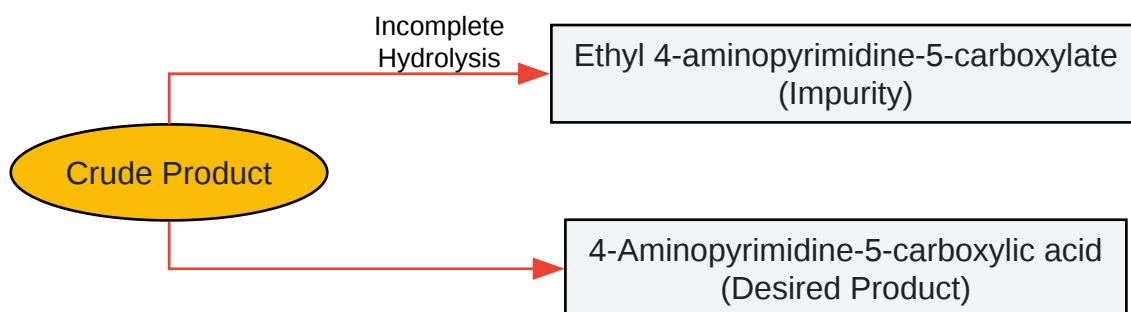 Incomplete
Hydrolysis
Ethyl 4-aminopyrimidine-5-carboxylate
(Impurity)
Crude Product
4-Aminopyrimidine-5-carboxylic acid
(Desired Product)